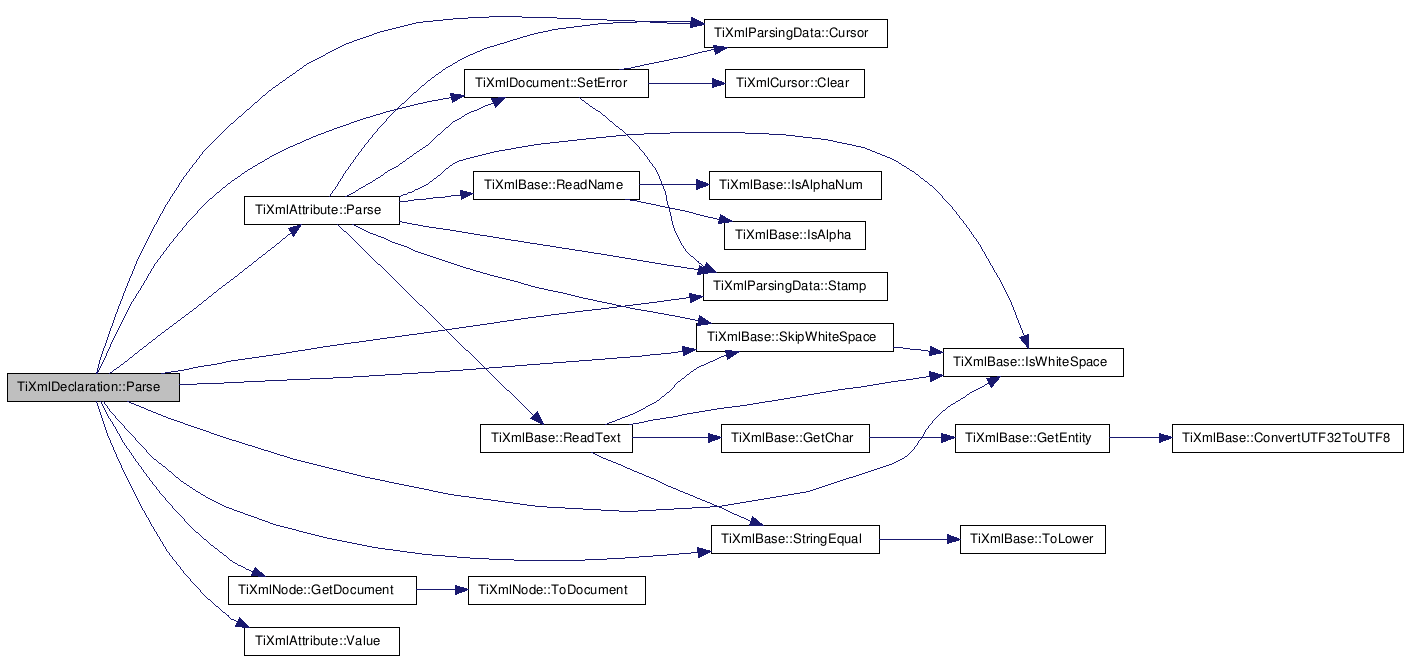 TiXmlParsingData::Cursor
TiXmlDocument::SetError
TiXmlCursor::Clear
TiXmlBase::ReadName
TiXmlBase::IsAlphaNum
TiXmlAttribute::Parse
TiXmlBase::IsAlpha
TiXmlParsingData::Stamp
TiXmlBase::SkipWhiteSpace
TiXmlBase::IsWhiteSpace
TiXmlDeclaration::Parse
TiXmlBase::ReadText
TiXmlBase::GetChar
TiXmlBase::GetEntity
TiXmlBase::ConvertUTF32ToUTF8
TiXmlBase::StringEqual
TiXmlBase::ToLower
TiXmlNode::GetDocument
TiXmlNode::ToDocument
TiXmlAttribute::Value